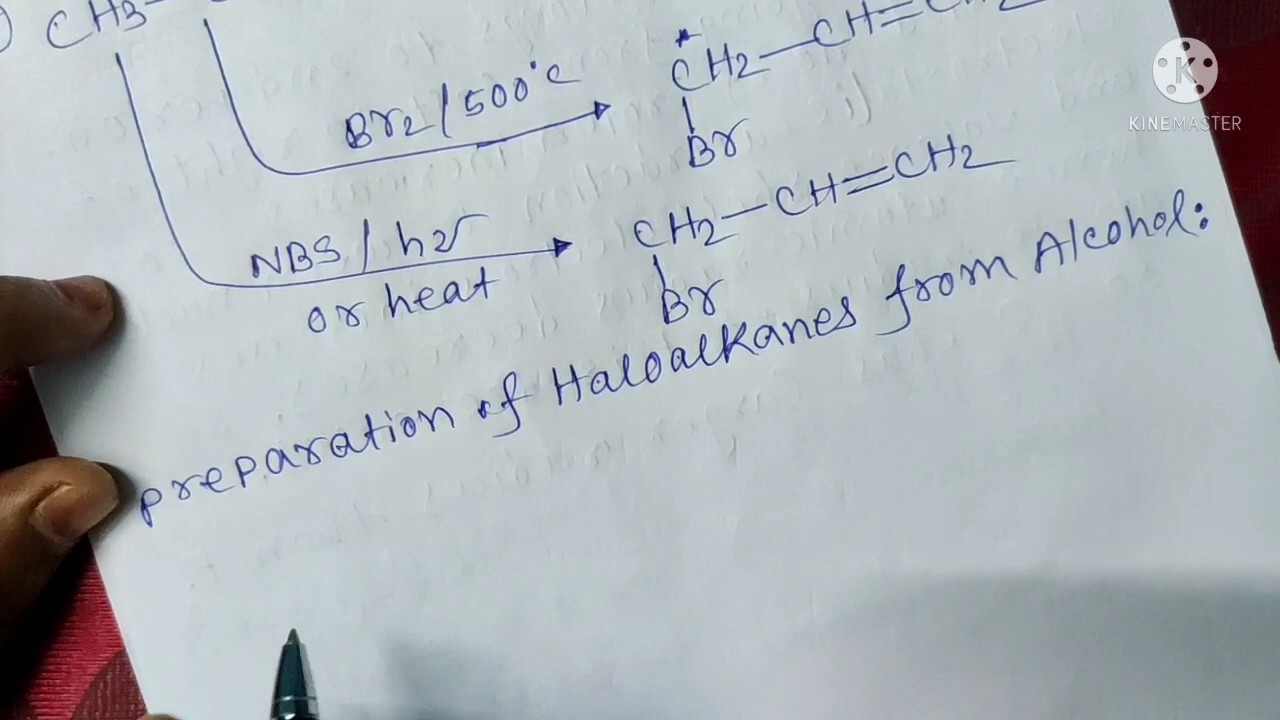 CH3
Br2/500°C
CH2—CH=CH2
Br
NBS/hν
or heat
CH2—CH=CH2
Br
preparation of Haloalkanes from Alcohol:
KINEMASTER